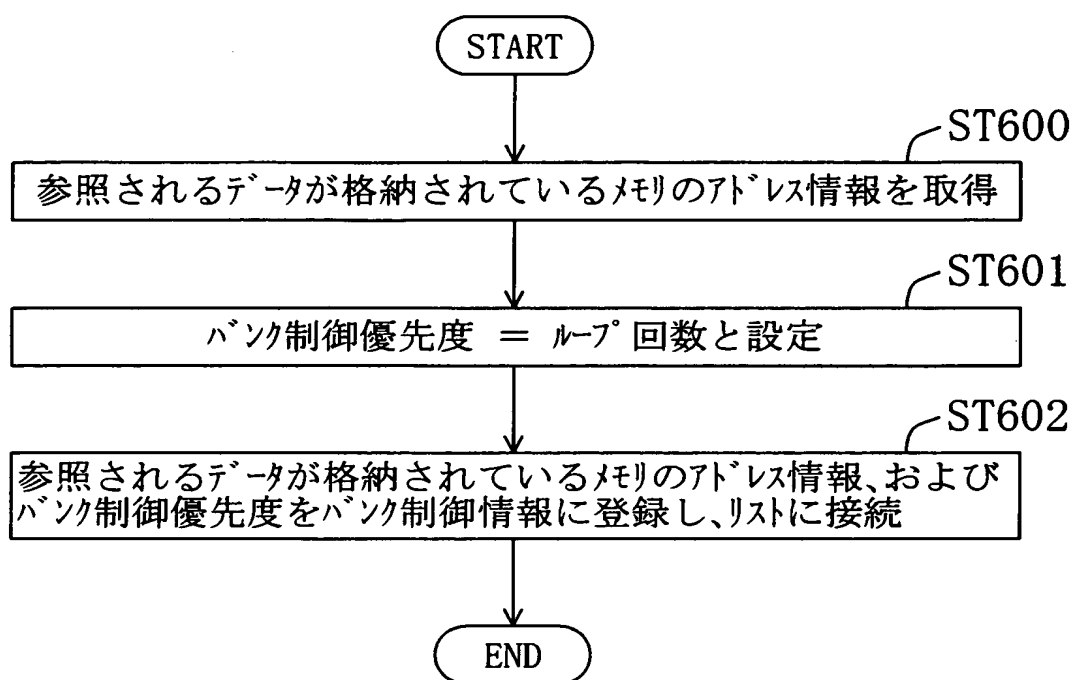 START
ST600
参照されるデータが格納されているメモリのアドレス情報を取得
ST601
バンク制御優先度 = ループ回数と設定
ST602
参照されるデータが格納されているメモリのアドレス情報、および
バンク制御優先度をバンク制御情報に登録し、リストに接続
END